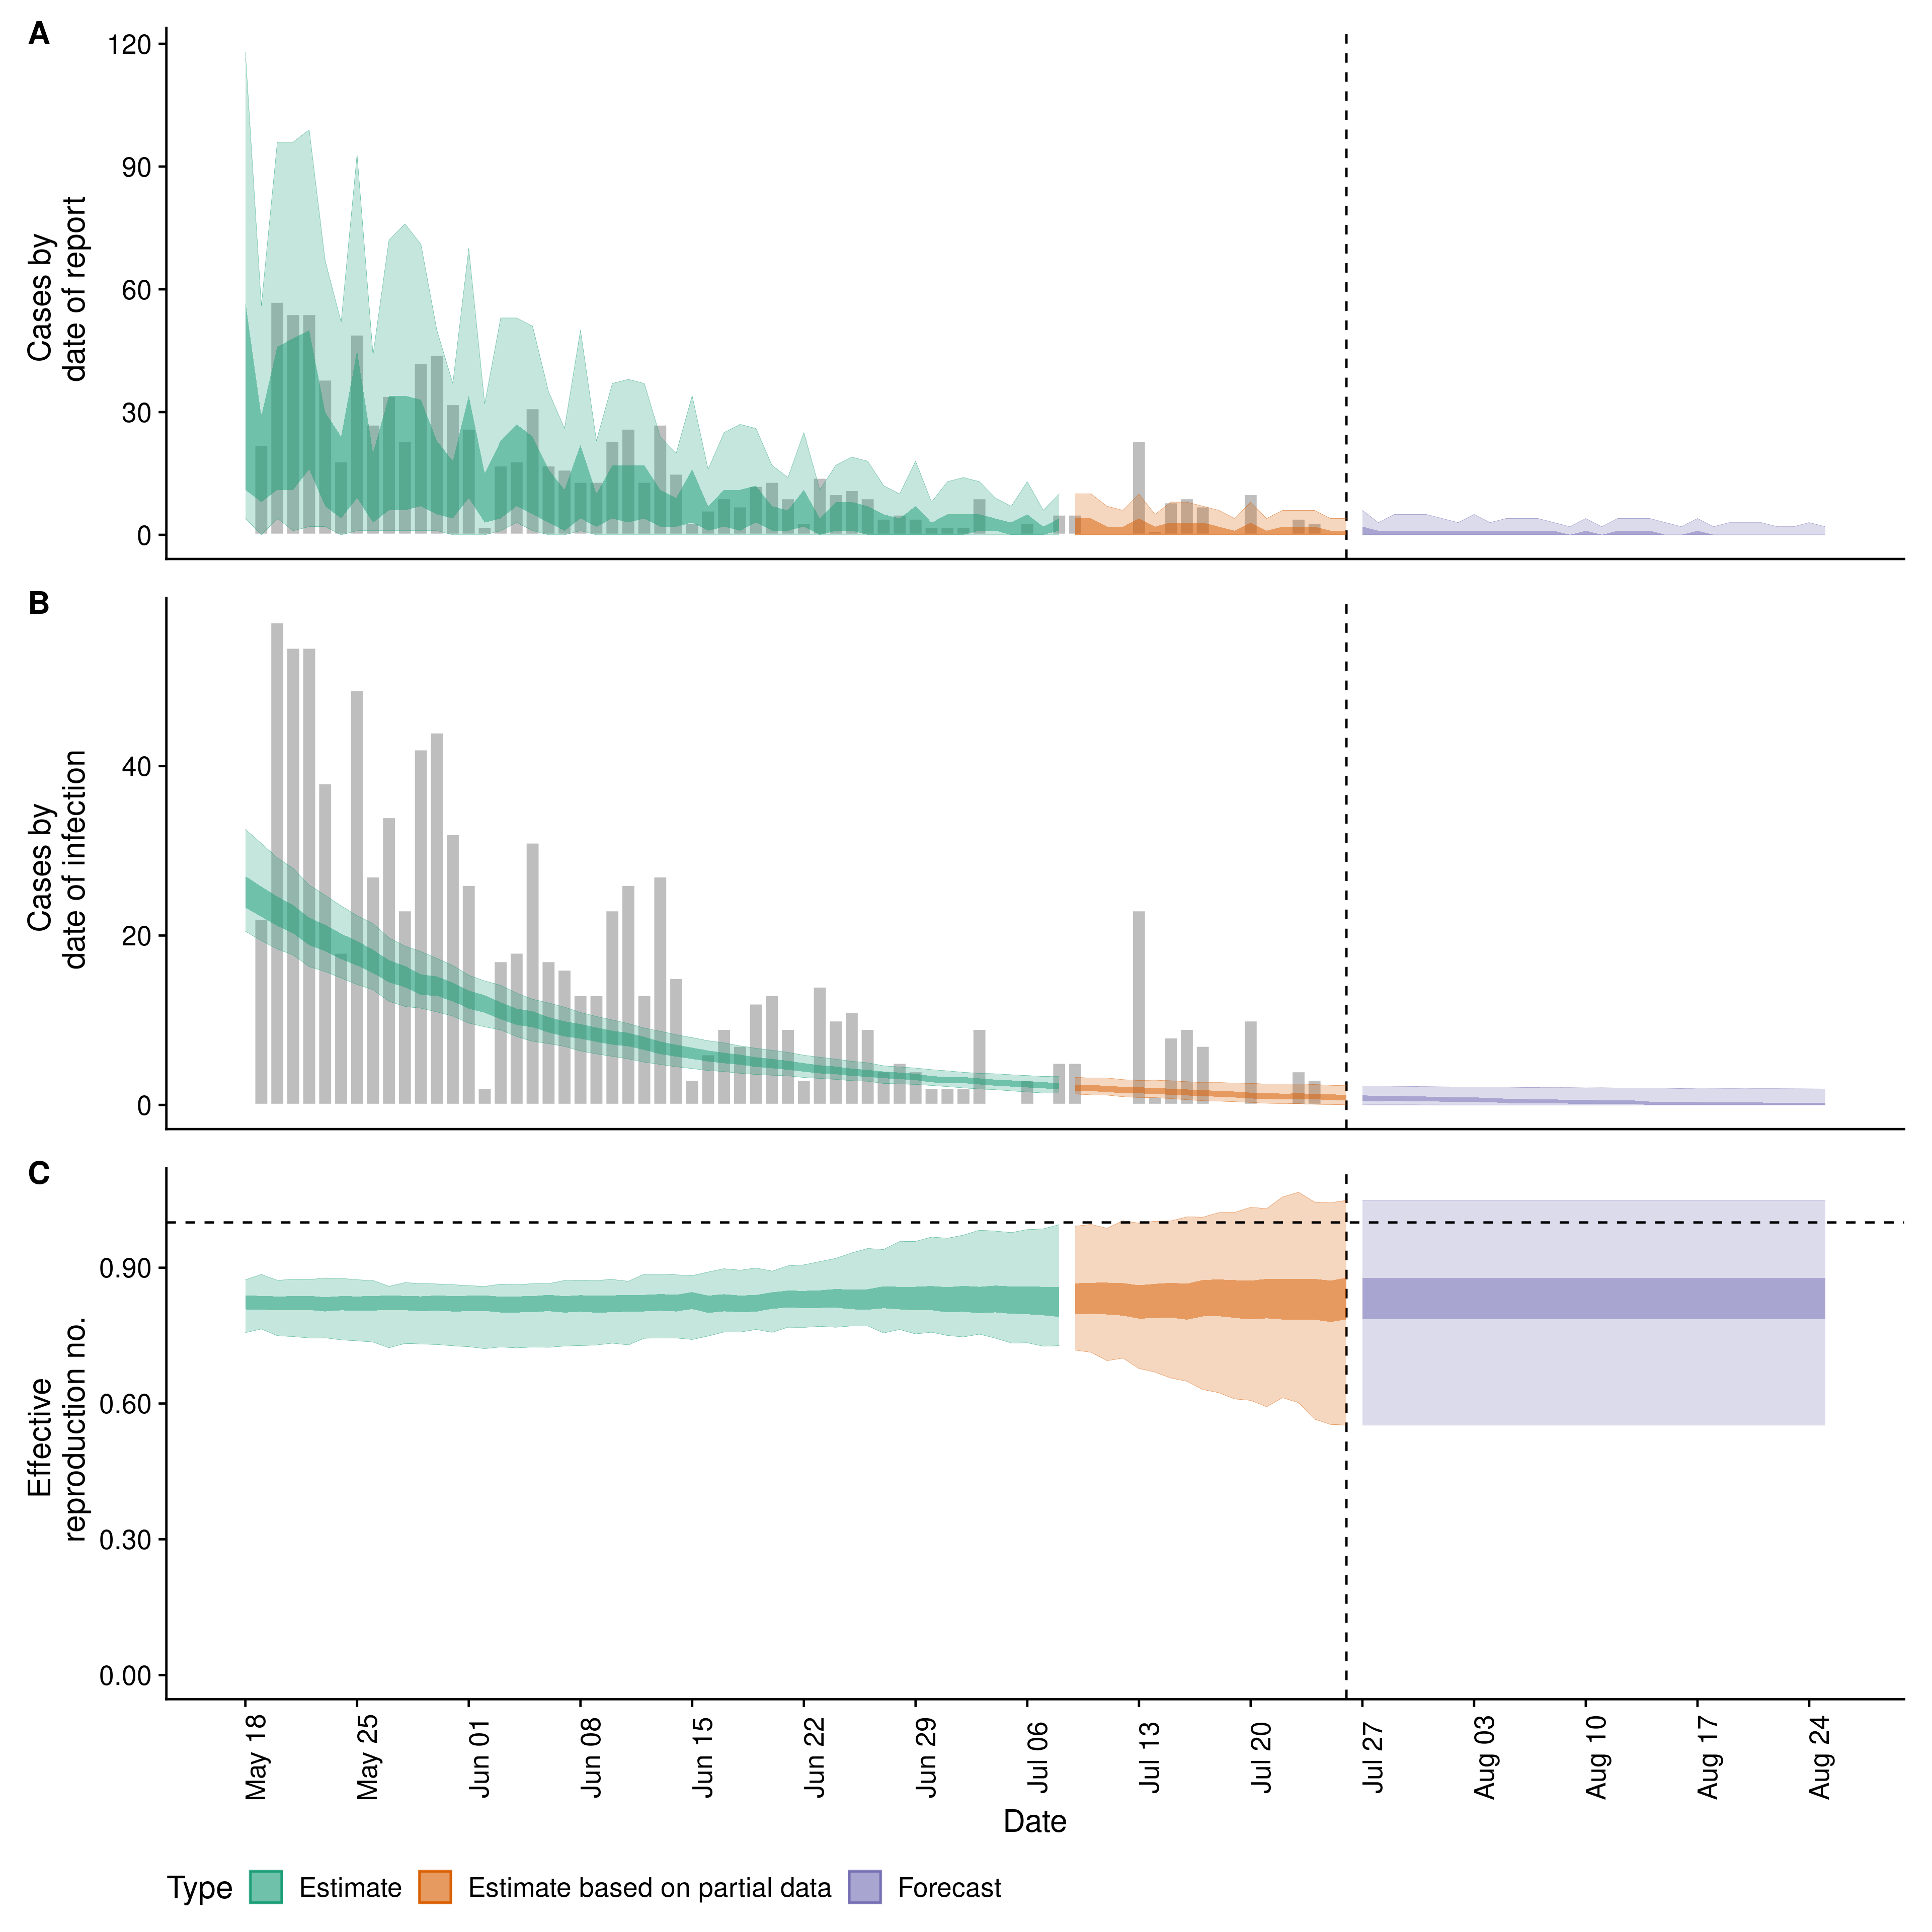 A
120
90
60
30
0
Cases by
date of report
B
40
20
0
Cases by
date of infection
C
0.90
0.60
0.30
0.00
Effective
reproduction no.
May 18
May 25
Jun 01
Jun 08
Jun 15
Jun 22
Jun 29
Jul 06
Jul 13
Jul 20
Jul 27
Aug 03
Aug 10
Aug 17
Aug 24
Date
Type Estimate Estimate based on partial data Forecast